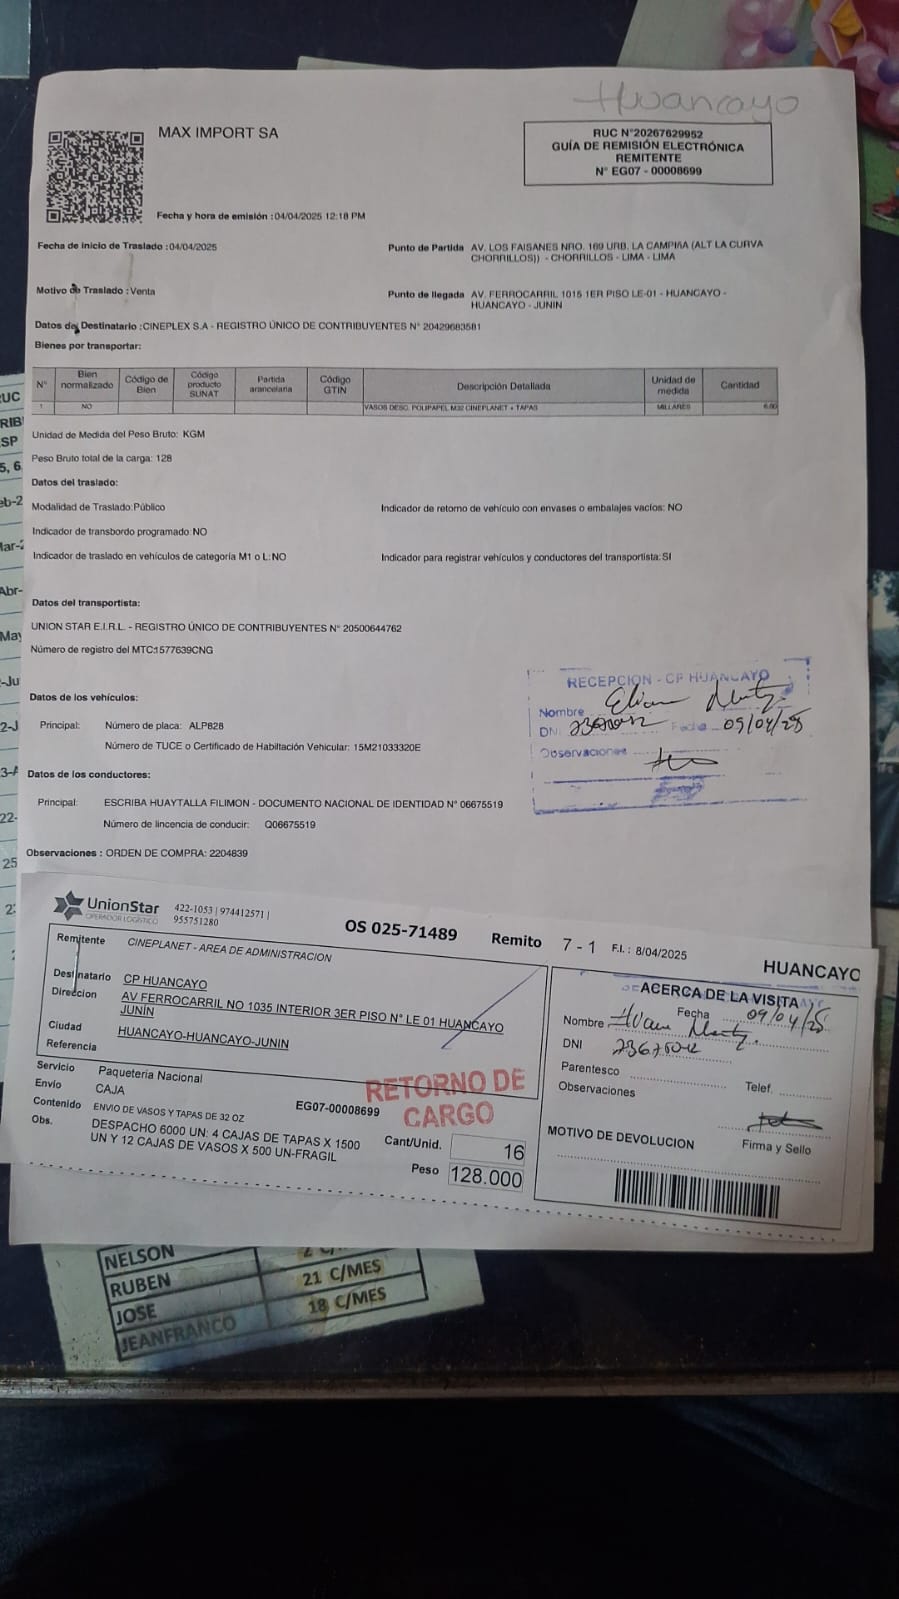 Huancayo
MAX IMPORT SA
RUC N°20267629952
GUÍA DE REMISIÓN ELECTRÓNICA
REMITENTE
N° EG07 - 00008699
Fecha y hora de emisión : 04/04/2025 12:18 PM
Fecha de inicio de Traslado : 04/04/2025
Punto de Partida AV. LOS FAISANES NRO. 169 URB. LA CAMPIÑA (ALT LA CURVA
CHORRILLOS)) - CHORRILLOS - LIMA - LIMA
Motivo de Traslado : Venta
Punto de llegada AV. FERROCARRIL 1015 1ER PISO LE-01 - HUANCAYO -
HUANCAYO - JUNIN
Datos del Destinatario : CINEPLEX S.A - REGISTRO ÚNICO DE CONTRIBUYENTES N° 20429683581
Bienes por transportar:
N° Bien normalizado Código de Bien Código producto SUNAT Partida arancelaria Código GTIN Descripción Detallada Unidad de medida Cantidad
1 NO VASOS DESC. POLIPAPEL M32 CINEPLANET + TAPAS MILLARES 6.00
Unidad de Medida del Peso Bruto: KGM
Peso Bruto total de la carga: 128
Datos del traslado:
Modalidad de Traslado:Público
Indicador de retorno de vehículo con envases o embalajes vacíos: NO
Indicador de transbordo programado:NO
Indicador de traslado en vehículos de categoría M1 o L:NO
Indicador para registrar vehículos y conductores del transportista:SI
Datos del transportista:
UNION STAR E.I.R.L. - REGISTRO ÚNICO DE CONTRIBUYENTES N° 20500644762
Número de registro del MTC:1577639CNG
RECEPCION - CP HUANCAYO
Nombre
DNI
Fecha 09/04/25
Observaciones
Datos de los vehículos:
Principal: Número de placa: ALP828
Número de TUCE o Certificado de Habilitación Vehicular: 15M21033320E
Datos de los conductores:
Principal: ESCRIBA HUAYTALLA FILIMON - DOCUMENTO NACIONAL DE IDENTIDAD N° 06675519
Número de lincencia de conducir: Q06675519
Observaciones : ORDEN DE COMPRA: 2204839
UnionStar
OPERADOR LOGÍSTICO
422-1053 | 974412571 |
955751280
OS 025-71489 Remito 7 - 1 F.I.: 8/04/2025
HUANCAYO
Remitente CINEPLANET - AREA DE ADMINISTRACION
Destinatario CP HUANCAYO
Direccion AV FERROCARRIL NO 1035 INTERIOR 3ER PISO N° LE 01 HUANCAYO
JUNIN
Ciudad HUANCAYO-HUANCAYO-JUNIN
Referencia
Servicio Paqueteria Nacional
Envío CAJA
Contenido ENVIO DE VASOS Y TAPAS DE 32 OZ
EG07-00008699
Obs. DESPACHO 6000 UN: 4 CAJAS DE TAPAS X 1500
UN Y 12 CAJAS DE VASOS X 500 UN-FRAGIL
RETORNO DE
CARGO
Cant/Unid. 16
Peso 128.000
ACERCA DE LA VISITA
Fecha 09/04/25
Nombre
DNI
Parentesco
Telef.
Observaciones
MOTIVO DE DEVOLUCION
Firma y Sello
NELSON
RUBEN 21 C/MES
JOSE 18 C/MES
JEANFRANCO